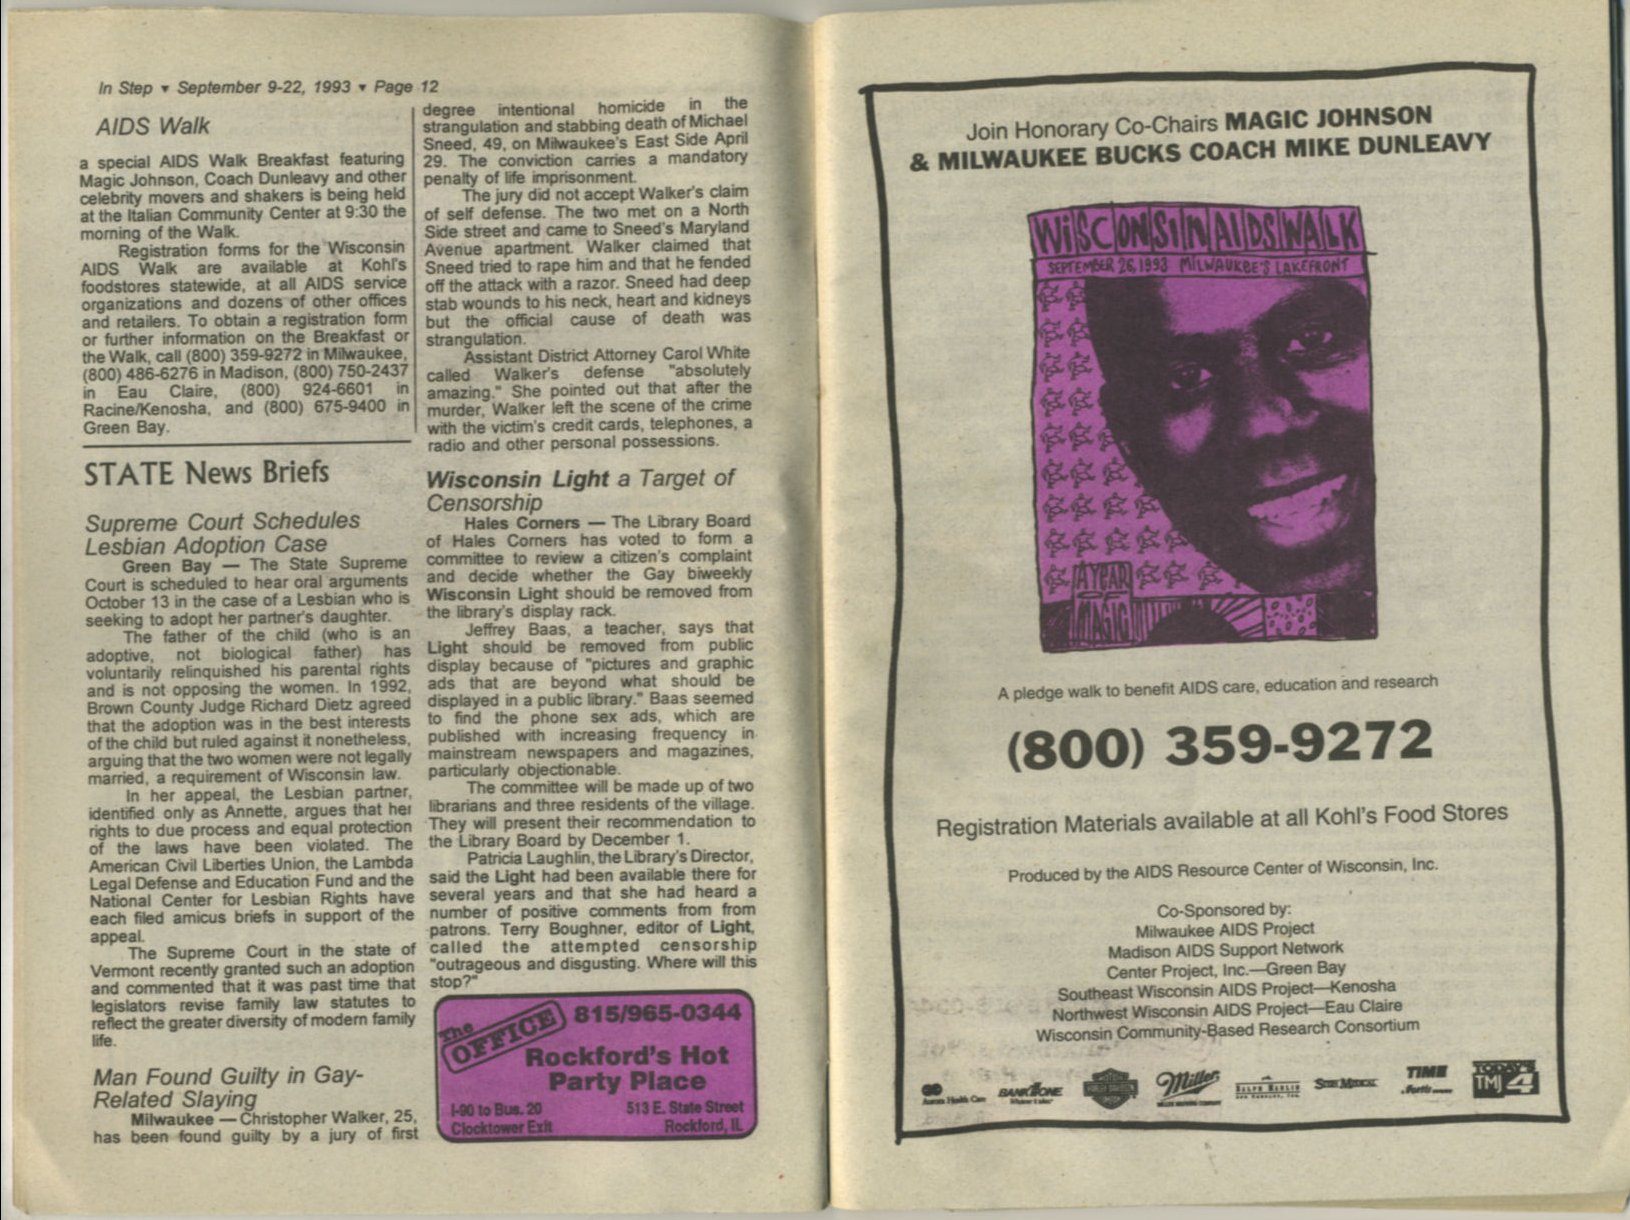 In Step ▾ September 9-22, 1993 ▾ Page 12
AIDS Walk
a special AIDS Walk Breakfast featuring
Magic Johnson, Coach Dunleavy and other
celebrity movers and shakers is being held
at the Italian Community Center at 9:30 the
morning of the Walk.
Registration forms for the Wisconsin
AIDS Walk are available at Kohl's
foodstores statewide, at all AIDS service
organizations and dozens of other offices
and retailers. To obtain a registration form
or further information on the Breakfast or
the Walk, call (800) 359-9272 in Milwaukee,
(800) 486-6276 in Madison, (800) 750-2437
in Eau Claire, (800) 924-6601 in
Racine/Kenosha, and (800) 675-9400 in
Green Bay.
STATE News Briefs
Supreme Court Schedules
Lesbian Adoption Case
Green Bay — The State Supreme
Court is scheduled to hear oral arguments
October 13 in the case of a Lesbian who is
seeking to adopt her partner's daughter.
The father of the child (who is an
adoptive, not biological father) has
voluntarily relinquished his parental rights
and is not opposing the women. In 1992,
Brown County Judge Richard Dietz agreed
that the adoption was in the best interests
of the child but ruled against it nonetheless,
arguing that the two women were not legally
married, a requirement of Wisconsin law.
In her appeal, the Lesbian partner,
identified only as Annette, argues that her
rights to due process and equal protection
of the laws have been violated. The
American Civil Liberties Union, the Lambda
Legal Defense and Education Fund and the
National Center for Lesbian Rights have
each filed amicus briefs in support of the
appeal.
The Supreme Court in the state of
Vermont recently granted such an adoption
and commented that it was past time that
legislators revise family law statutes to
reflect the greater diversity of modern family
life.
Man Found Guilty in Gay-
Related Slaying
Milwaukee — Christopher Walker, 25,
has been found guilty by a jury of first
degree intentional homicide in the
strangulation and stabbing death of Michael
Sneed, 49, on Milwaukee's East Side April
29. The conviction carries a mandatory
penalty of life imprisonment.
The jury did not accept Walker's claim
of self defense. The two met on a North
Side street and came to Sneed's Maryland
Avenue apartment. Walker claimed that
Sneed tried to rape him and that he fended
off the attack with a razor. Sneed had deep
stab wounds to his neck, heart and kidneys
but the official cause of death was
strangulation.
Assistant District Attorney Carol White
called Walker's defense "absolutely
amazing." She pointed out that after the
murder, Walker left the scene of the crime
with the victim's credit cards, telephones, a
radio and other personal possessions.
Wisconsin Light a Target of
Censorship
Hales Corners — The Library Board
of Hales Corners has voted to form a
committee to review a citizen's complaint
and decide whether the Gay biweekly
Wisconsin Light should be removed from
the library's display rack.
Jeffrey Baas, a teacher, says that
Light should be removed from public
display because of "pictures and graphic
ads that are beyond what should be
displayed in a public library." Baas seemed
to find the phone sex ads, which are
published with increasing frequency in
mainstream newspapers and magazines,
particularly objectionable.
The committee will be made up of two
librarians and three residents of the village.
They will present their recommendation to
the Library Board by December 1.
Patricia Laughlin, the Library's Director,
said the Light had been available there for
several years and that she had heard a
number of positive comments from from
patrons. Terry Boughner, editor of Light,
called the attempted censorship
"outrageous and disgusting. Where will this
stop?"
The OFFICE
815/965-0344
Rockford's Hot
Party Place
I-90 to Bus. 20
Clocktower Exit
513 E. State Street
Rockford, IL
Join Honorary Co-Chairs MAGIC JOHNSON
& MILWAUKEE BUCKS COACH MIKE DUNLEAVY
WISCONSIN AIDS WALK
SEPTEMBER 26, 1993 MILWAUKEE'S LAKEFRONT
A YEAR
OF
MAGIC
A pledge walk to benefit AIDS care, education and research
(800) 359-9272
Registration Materials available at all Kohl's Food Stores
Produced by the AIDS Resource Center of Wisconsin, Inc.
Co-Sponsored by:
Milwaukee AIDS Project
Madison AIDS Support Network
Center Project, Inc.—Green Bay
Southeast Wisconsin AIDS Project—Kenosha
Northwest Wisconsin AIDS Project—Eau Claire
Wisconsin Community-Based Research Consortium
Aurora Health Care
BANK ONE
Miller
TIME
TODAY'S
TMJ 4